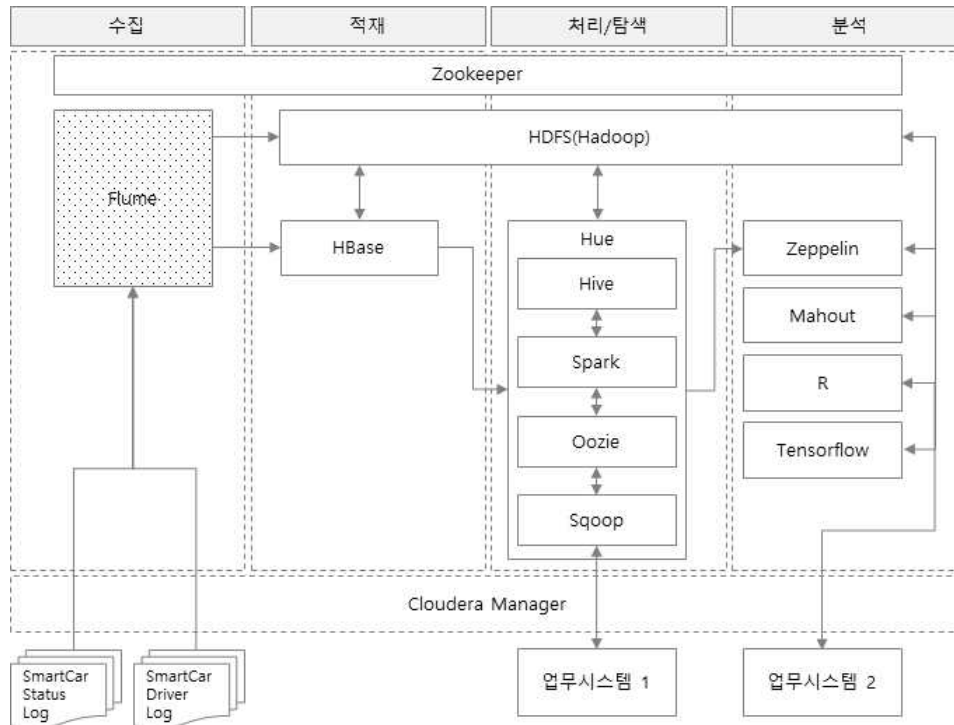 수집
적재
처리/탐색
분석
Zookeeper
HDFS(Hadoop)
Flume
HBase
Hue
Hive
Spark
Oozie
Sqoop
Zeppelin
Mahout
R
Tensorflow
Cloudera Manager
SmartCar
Status
Log
SmartCar
Driver
Log
업무시스템 1
업무시스템 2